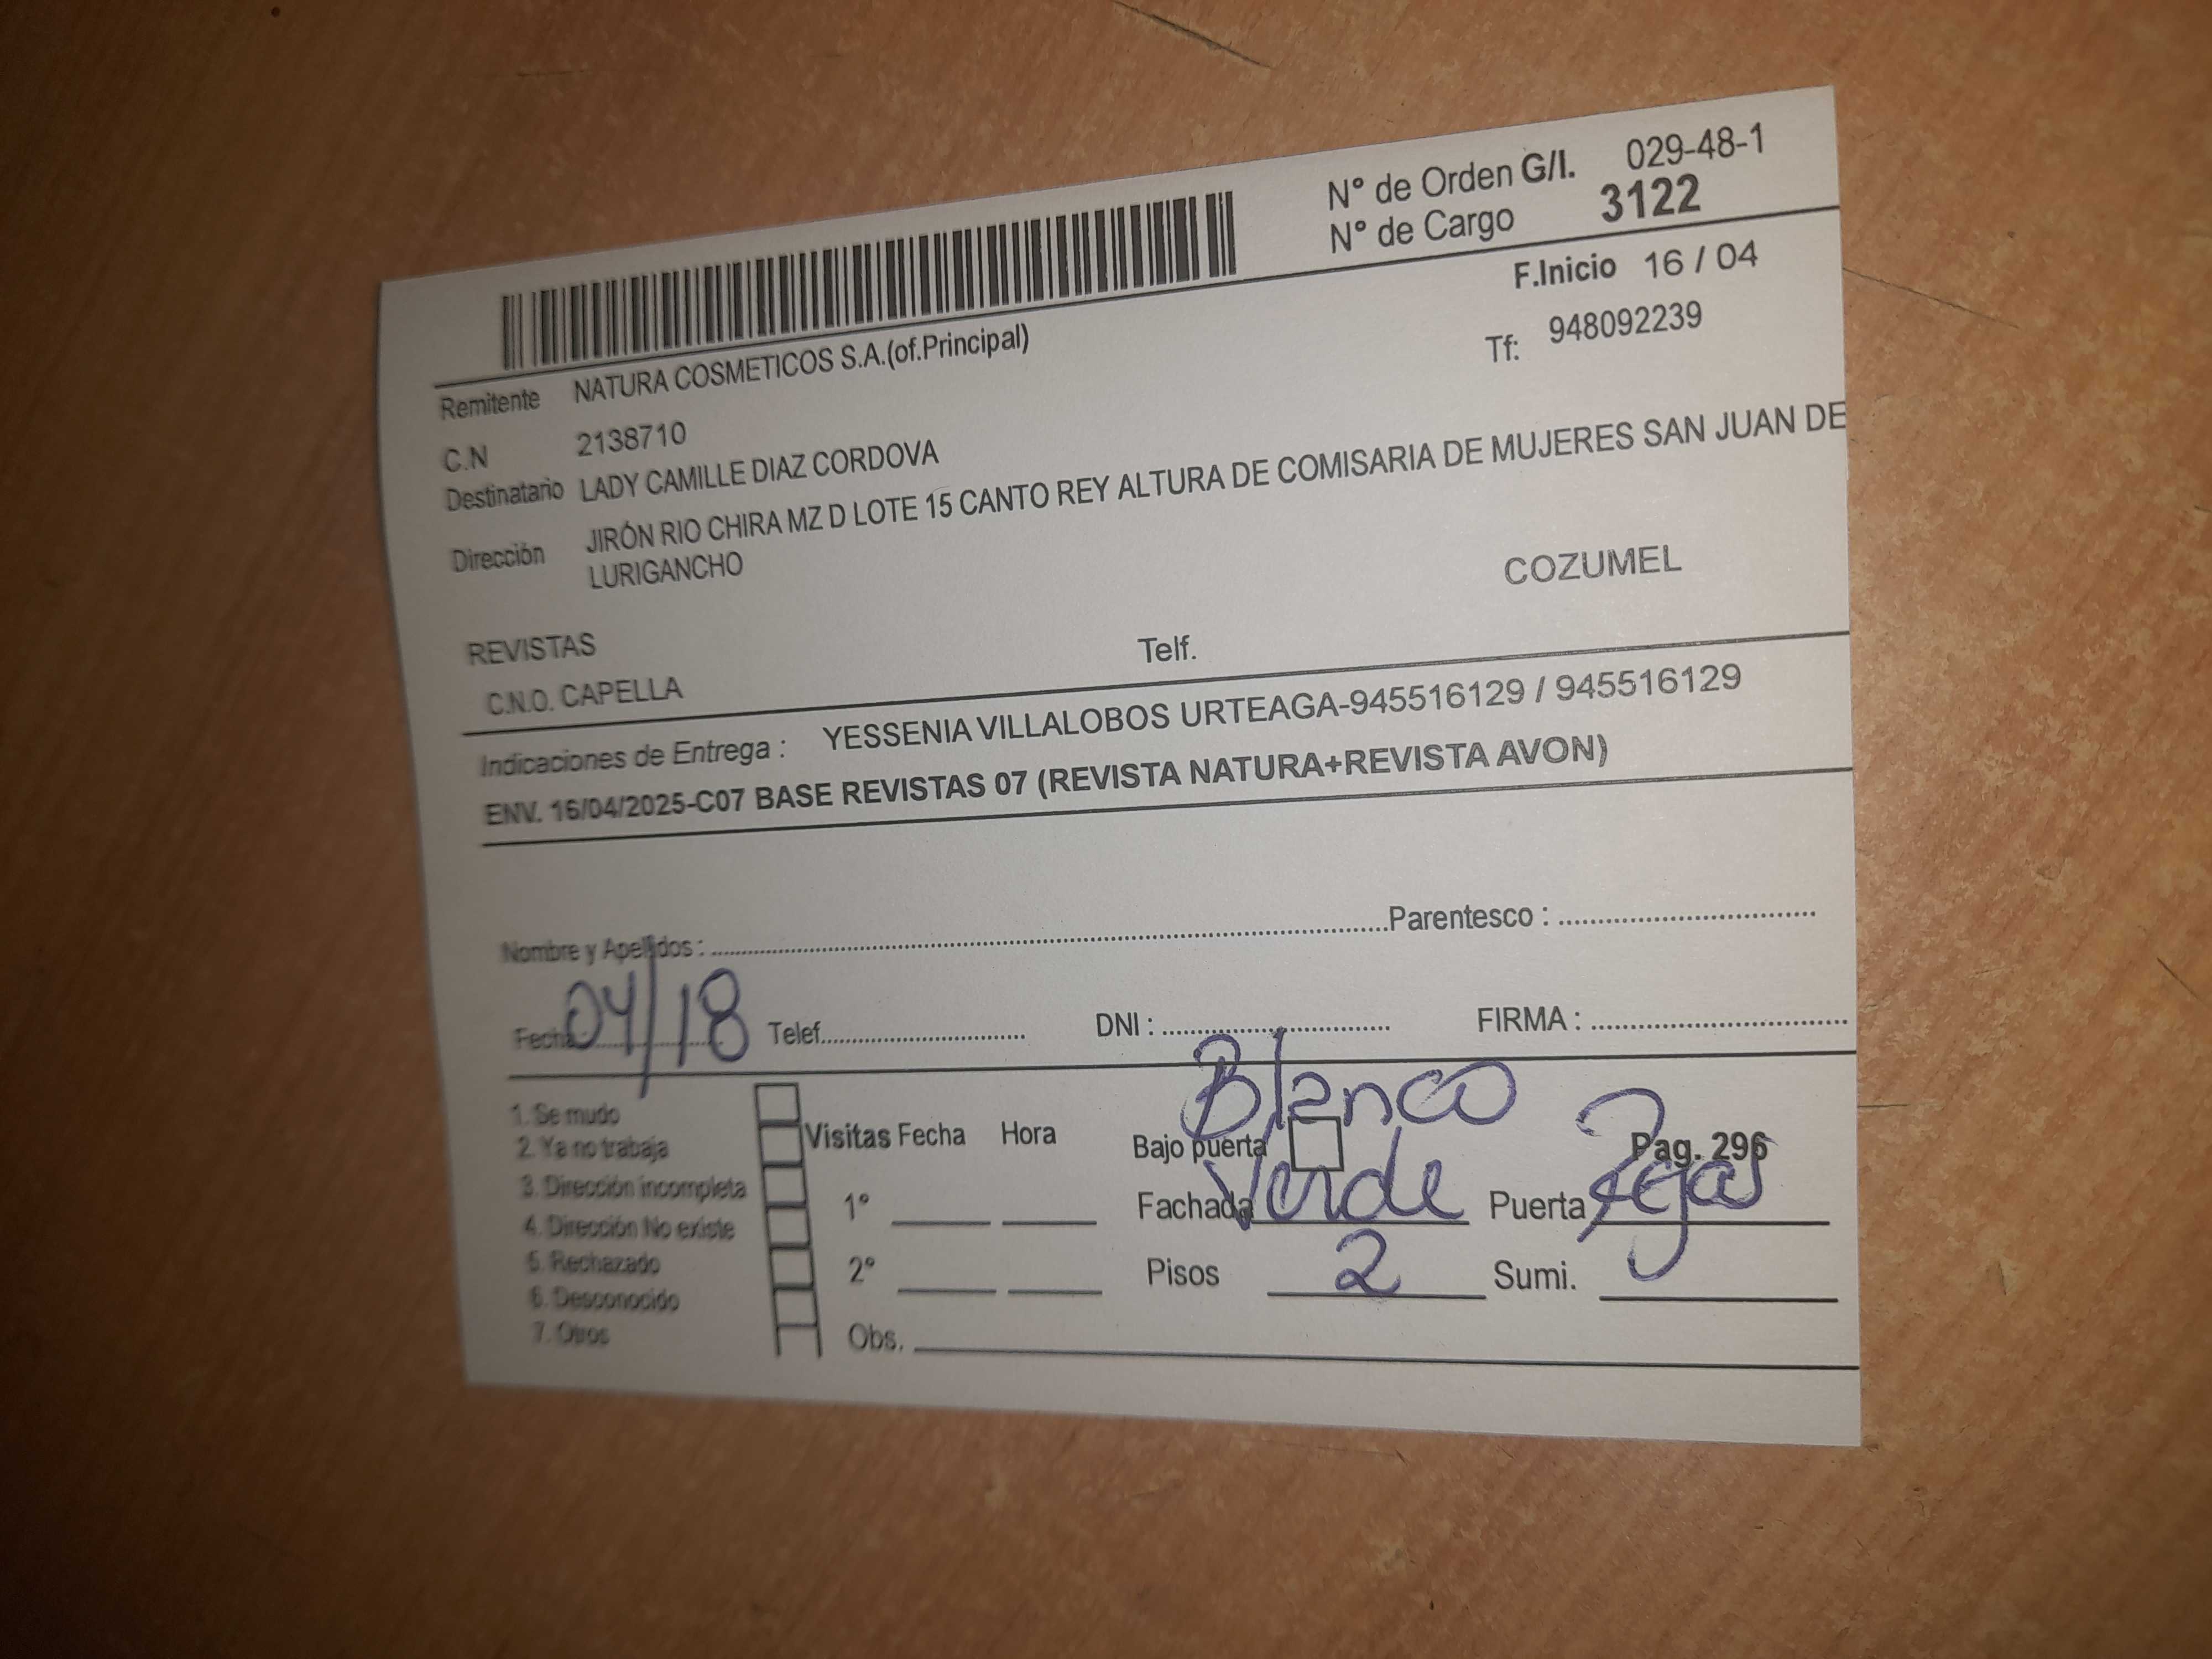 N° de Orden G/I. 029-48-1
N° de Cargo 3122
F.Inicio 16 / 04
Remitente NATURA COSMETICOS S.A.(of.Principal)
Tf: 948092239
C.N 2138710
Destinatario LADY CAMILLE DIAZ CORDOVA
Dirección JIRÓN RIO CHIRA MZ D LOTE 15 CANTO REY ALTURA DE COMISARIA DE MUJERES SAN JUAN DE
LURIGANCHO
COZUMEL
REVISTAS
C.N.O. CAPELLA Telf.
Indicaciones de Entrega : YESSENIA VILLALOBOS URTEAGA-945516129 / 945516129
ENV. 16/04/2025-C07 BASE REVISTAS 07 (REVISTA NATURA+REVISTA AVON)
Nombre y Apellidos : Parentesco :
Fecha 04/18 Telef. DNI : FIRMA :
1. Se mudo
2. Ya no trabaja
3. Dirección incompleta
4. Dirección No existe
5. Rechazado
6. Desconocido
7. Otros
Visitas Fecha Hora
1°
2°
Obs.
Blanco
Bajo puerta Pag. 296
Fachada Verde Puerta Rejas
Pisos 2 Sumi.